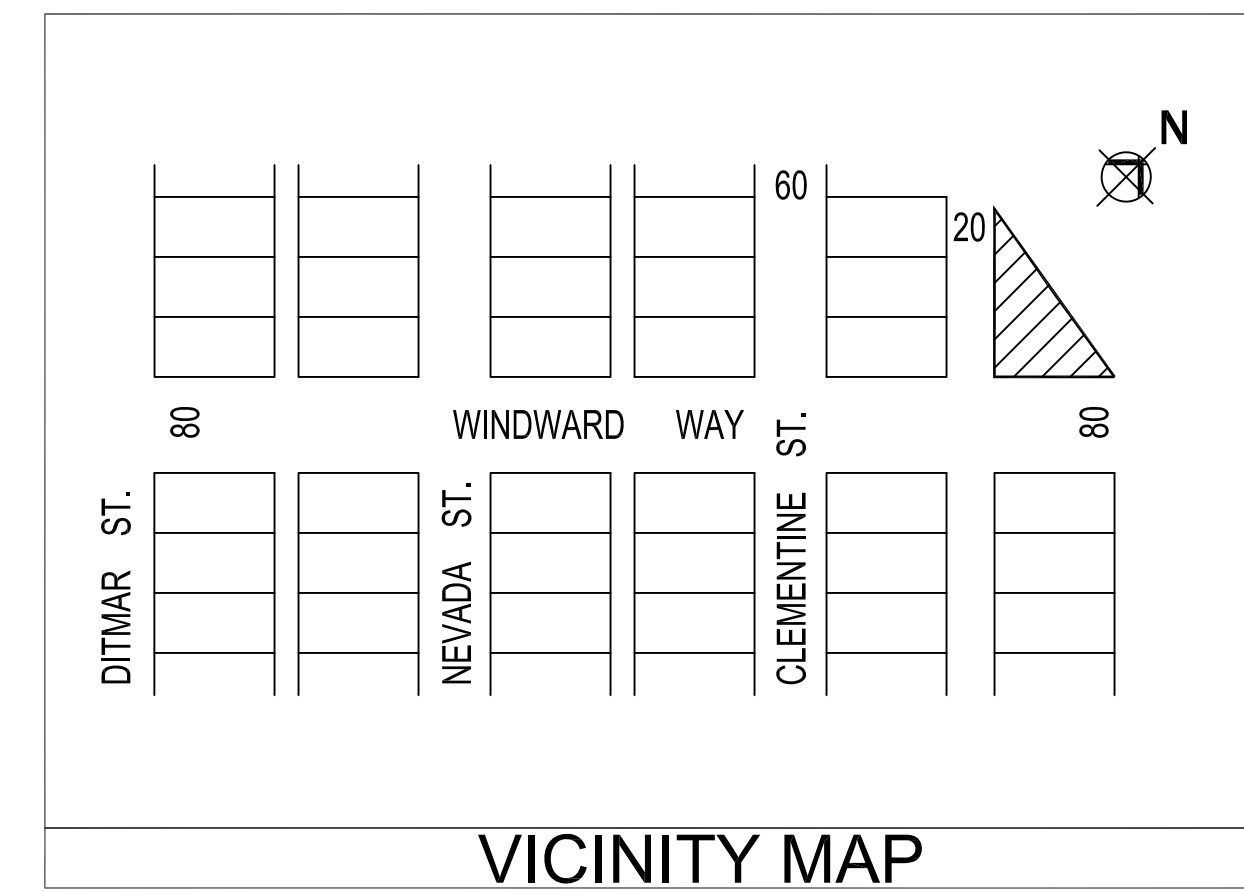 N
60
20
80
WINDWARD WAY
80
DITMAR ST.
NEVADA ST.
CLEMENTINE ST.
VICINITY MAP